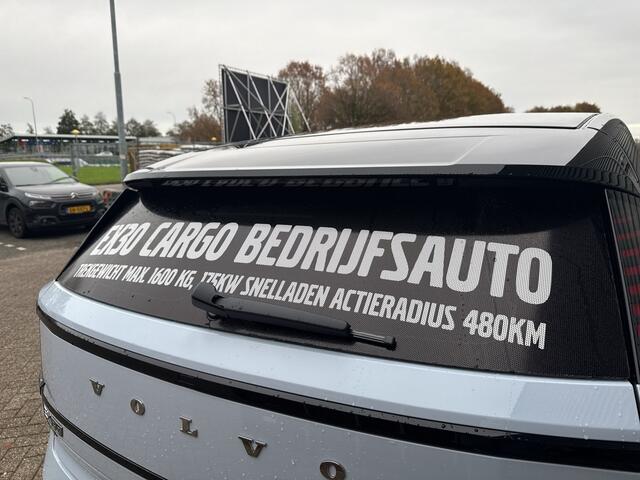 EX30 CARGO BEDRIJFSAUTO
TREKGEWICHT MAX. 1600 KG, 175KW SNELLADEN ACTIERADIUS 480KM
VOLVO